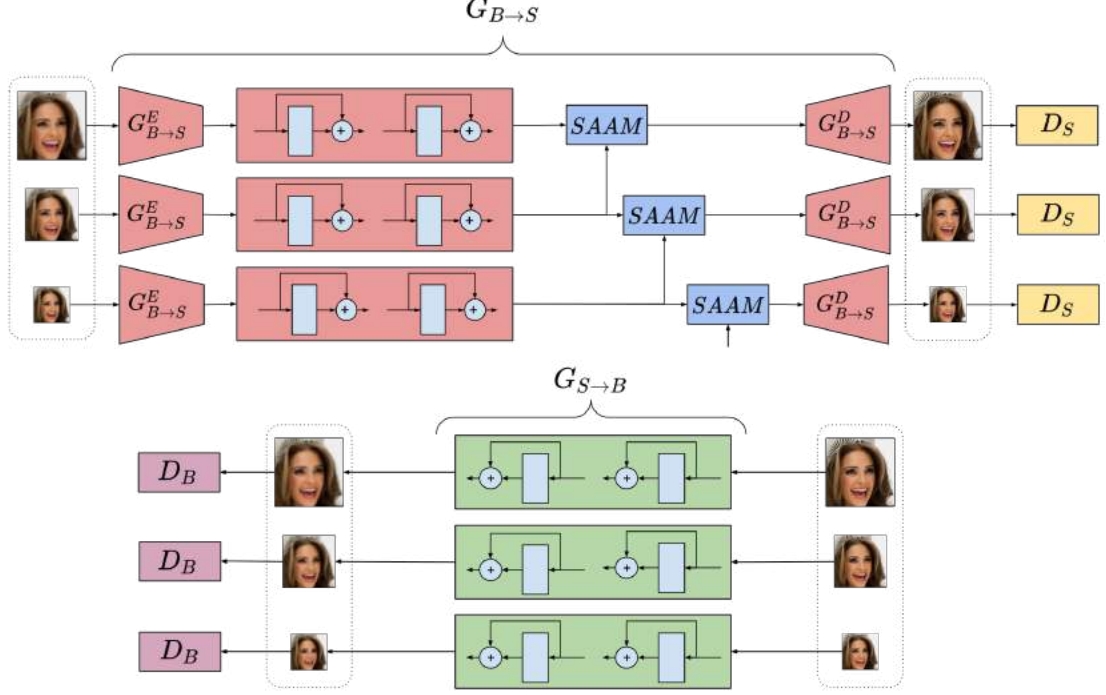 G_{B→S}
G^E_{B→S} + + SAAM G^D_{B→S} D_S
G^E_{B→S} + + SAAM G^D_{B→S} D_S
G^E_{B→S} + + SAAM G^D_{B→S} D_S
G_{S→B}
D_B + +
D_B + +
D_B + +